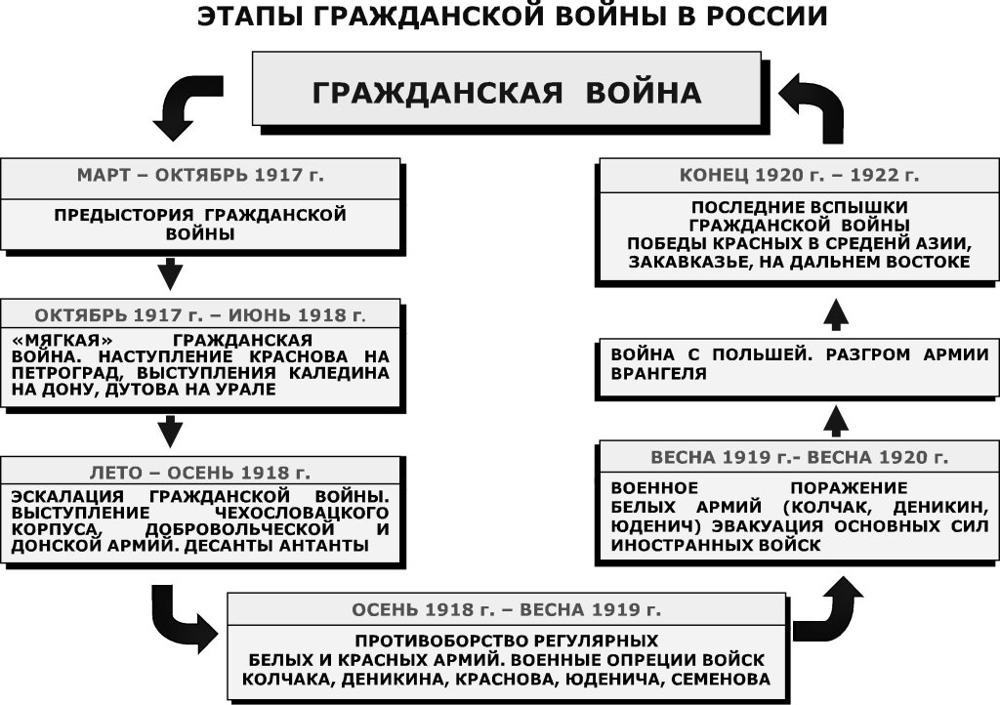 ЭТАПЫ ГРАЖДАНСКОЙ ВОЙНЫ В РОССИИ
ГРАЖДАНСКАЯ ВОЙНА
МАРТ – ОКТЯБРЬ 1917 г.
ПРЕДЫСТОРИЯ ГРАЖДАНСКОЙ
ВОЙНЫ
ОКТЯБРЬ 1917 г. – ИЮНЬ 1918 г.
«МЯГКАЯ» ГРАЖДАНСКАЯ
ВОЙНА. НАСТУПЛЕНИЕ КРАСНОВА НА
ПЕТРОГРАД, ВЫСТУПЛЕНИЯ КАЛЕДИНА
НА ДОНУ, ДУТОВА НА УРАЛЕ
ЛЕТО – ОСЕНЬ 1918 г.
ЭСКАЛАЦИЯ ГРАЖДАНСКОЙ ВОЙНЫ.
ВЫСТУПЛЕНИЕ ЧЕХОСЛОВАЦКОГО
КОРПУСА, ДОБРОВОЛЬЧЕСКОЙ И
ДОНСКОЙ АРМИЙ. ДЕСАНТЫ АНТАНТЫ
ОСЕНЬ 1918 г. – ВЕСНА 1919 г.
ПРОТИВОБОРСТВО РЕГУЛЯРНЫХ
БЕЛЫХ И КРАСНЫХ АРМИЙ. ВОЕННЫЕ ОПРЕЦИИ ВОЙСК
КОЛЧАКА, ДЕНИКИНА, КРАСНОВА, ЮДЕНИЧА, СЕМЕНОВА
ВЕСНА 1919 г.- ВЕСНА 1920 г.
ВОЕННОЕ ПОРАЖЕНИЕ
БЕЛЫХ АРМИЙ (КОЛЧАК, ДЕНИКИН,
ЮДЕНИЧ) ЭВАКУАЦИЯ ОСНОВНЫХ СИЛ
ИНОСТРАННЫХ ВОЙСК
ВОЙНА С ПОЛЬШЕЙ. РАЗГРОМ АРМИИ
ВРАНГЕЛЯ
КОНЕЦ 1920 г. – 1922 г.
ПОСЛЕДНИЕ ВСПЫШКИ
ГРАЖДАНСКОЙ ВОЙНЫ
ПОБЕДЫ КРАСНЫХ В СРЕДЕНЙ АЗИИ,
ЗАКАВКАЗЬЕ, НА ДАЛЬНЕМ ВОСТОКЕ